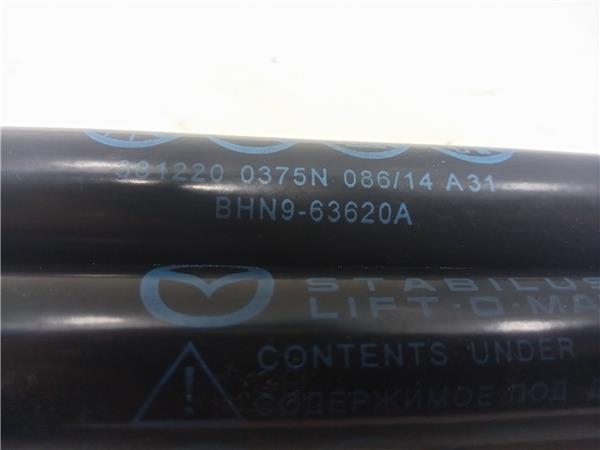 381220 0375N 086/14 A31
BHN9-63620A
STABILUS
LIFT-O-MA
CONTENTS UNDER
СОДЕРЖИМОЕ ПОД